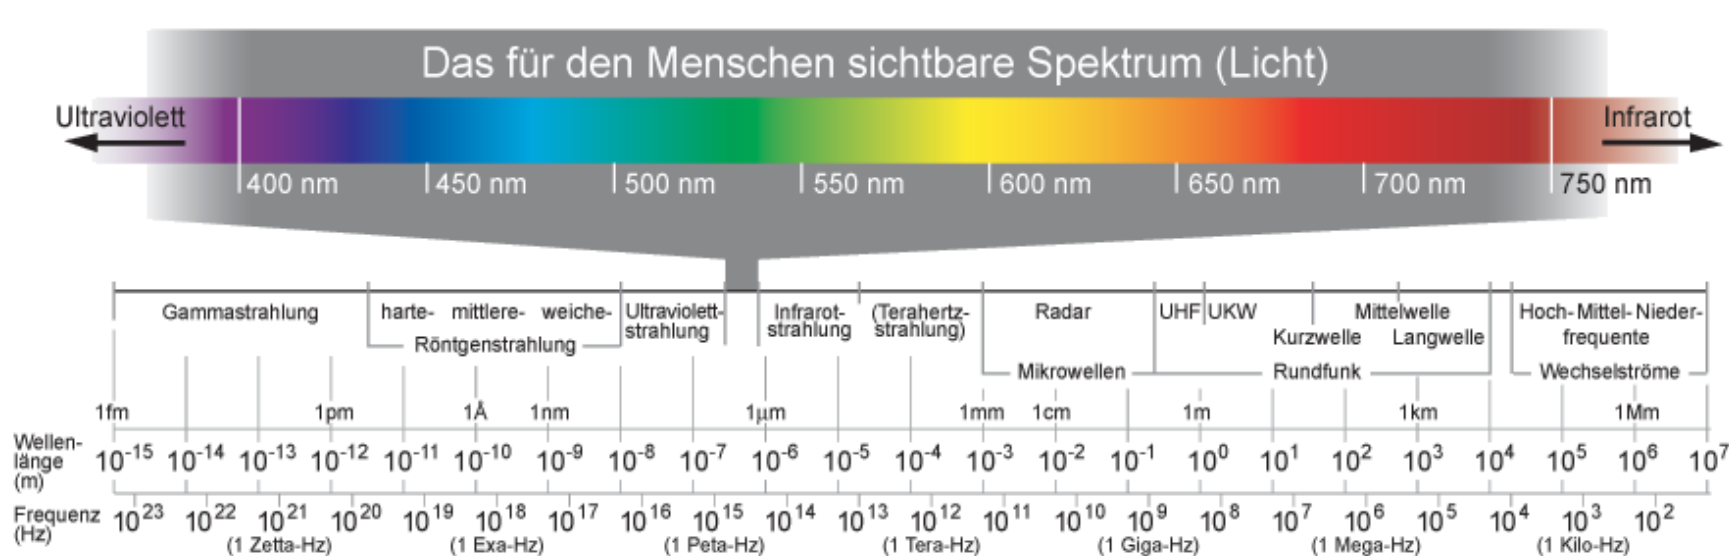 Das für den Menschen sichtbare Spektrum (Licht)
Ultraviolett
Infrarot
400 nm 450 nm 500 nm 550 nm 600 nm 650 nm 700 nm 750 nm
Gammastrahlung harte- mittlere- weiche- Ultraviolett- Infrarot- (Terahertz- Radar UHF UKW Mittelwelle Hoch- Mittel- Nieder-
Röntgenstrahlung strahlung strahlung strahlung) Kurzwelle Langwelle frequente
Mikrowellen Rundfunk Wechselströme
1fm 1pm 1Å 1nm 1µm 1mm 1cm 1m 1km 1Mm
Wellen-
länge
(m)
10⁻¹⁵ 10⁻¹⁴ 10⁻¹³ 10⁻¹² 10⁻¹¹ 10⁻¹⁰ 10⁻⁹ 10⁻⁸ 10⁻⁷ 10⁻⁶ 10⁻⁵ 10⁻⁴ 10⁻³ 10⁻² 10⁻¹ 10⁰ 10¹ 10² 10³ 10⁴ 10⁵ 10⁶ 10⁷
Frequenz
(Hz)
10²³ 10²² 10²¹ 10²⁰ 10¹⁹ 10¹⁸ 10¹⁷ 10¹⁶ 10¹⁵ 10¹⁴ 10¹³ 10¹² 10¹¹ 10¹⁰ 10⁹ 10⁸ 10⁷ 10⁶ 10⁵ 10⁴ 10³ 10²
(1 Zetta-Hz) (1 Exa-Hz) (1 Peta-Hz) (1 Tera-Hz) (1 Giga-Hz) (1 Mega-Hz) (1 Kilo-Hz)